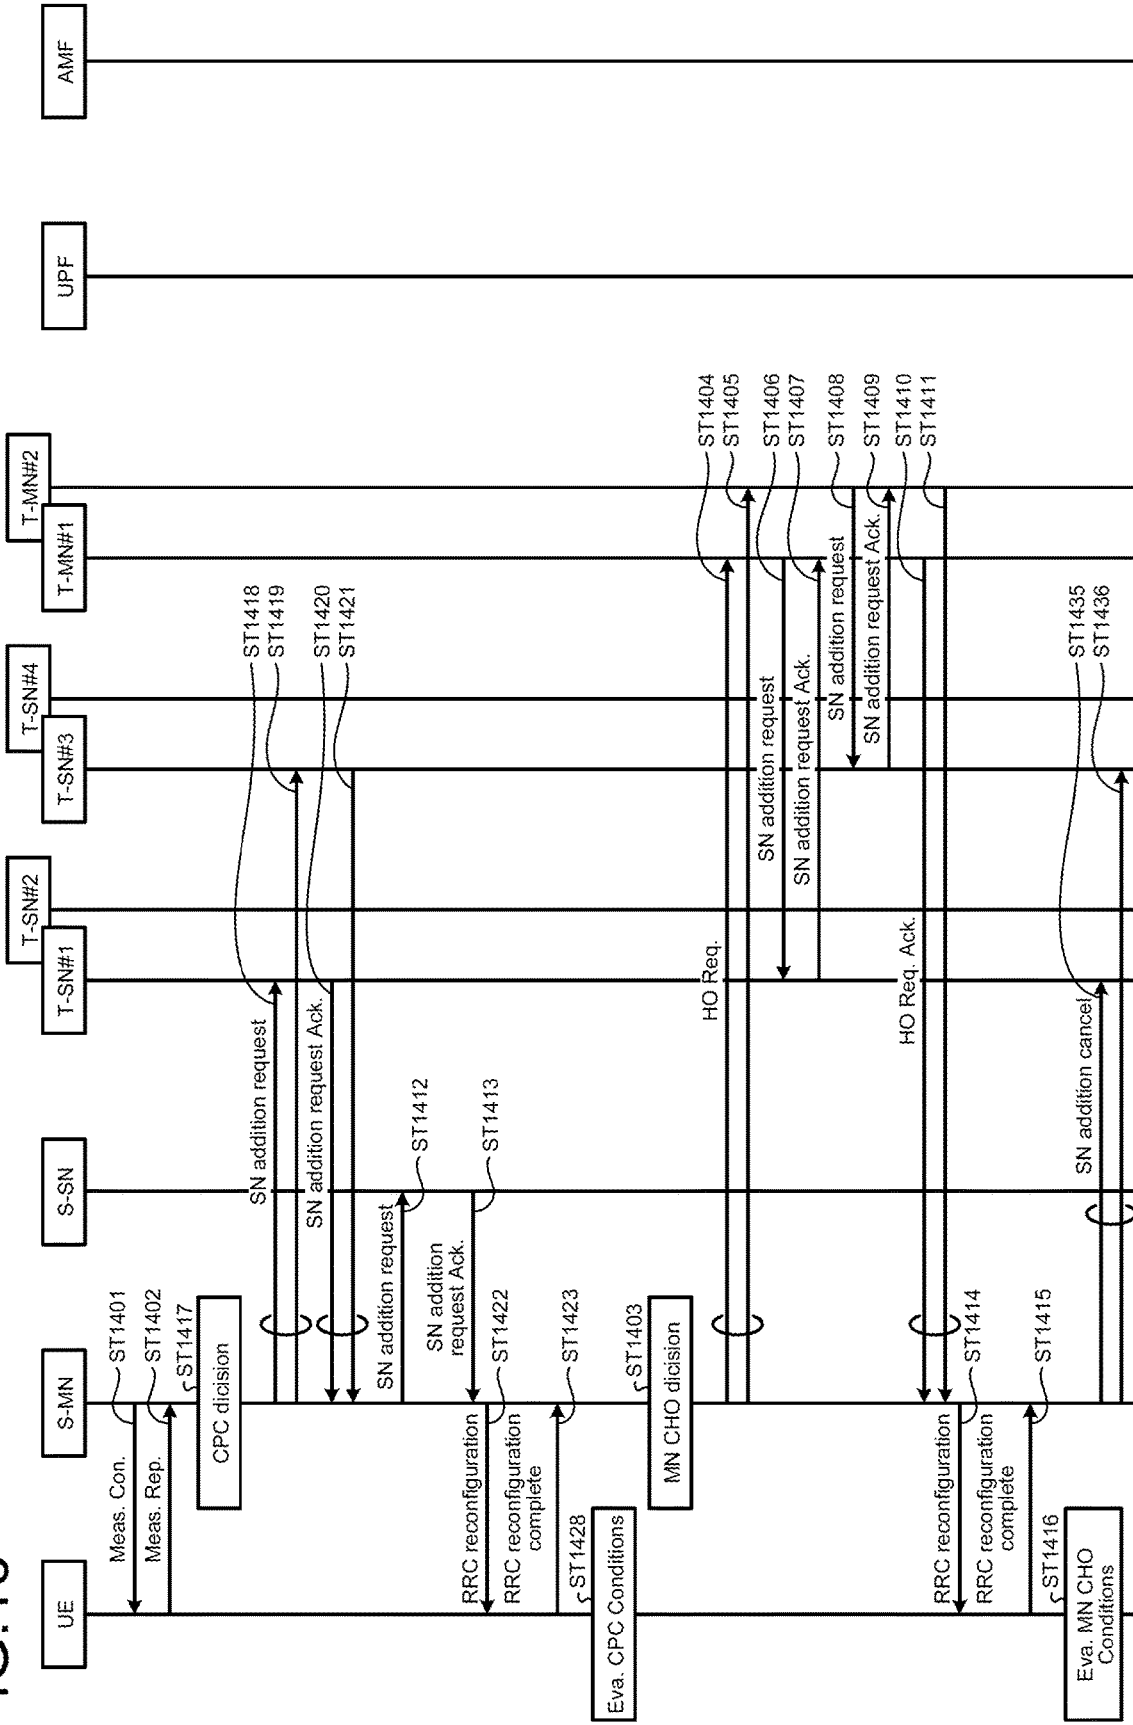 UE
S-MN
S-SN
T-SN#1
T-SN#2
T-SN#3
T-SN#4
T-MN#1
T-MN#2
UPF
AMF
Meas. Con.
ST1401
Meas. Rep.
ST1402
ST1417
CPC dicision
SN addition request
ST1418
ST1419
SN addition request Ack.
ST1420
ST1421
SN addition request
ST1412
SN addition
request Ack.
ST1413
RRC reconfiguration
ST1422
RRC reconfiguration
complete
ST1423
ST1428
Eva. CPC Conditions
ST1403
MN CHO dicision
HO Req.
ST1404
ST1405
SN addition request
ST1406
SN addition request Ack.
ST1407
SN addition request
ST1408
SN addition request Ack.
ST1409
HO Req. Ack.
ST1410
ST1411
RRC reconfiguration
ST1414
RRC reconfiguration
complete
ST1415
ST1416
Eva. MN CHO
Conditions
SN addition cancel
ST1435
ST1436